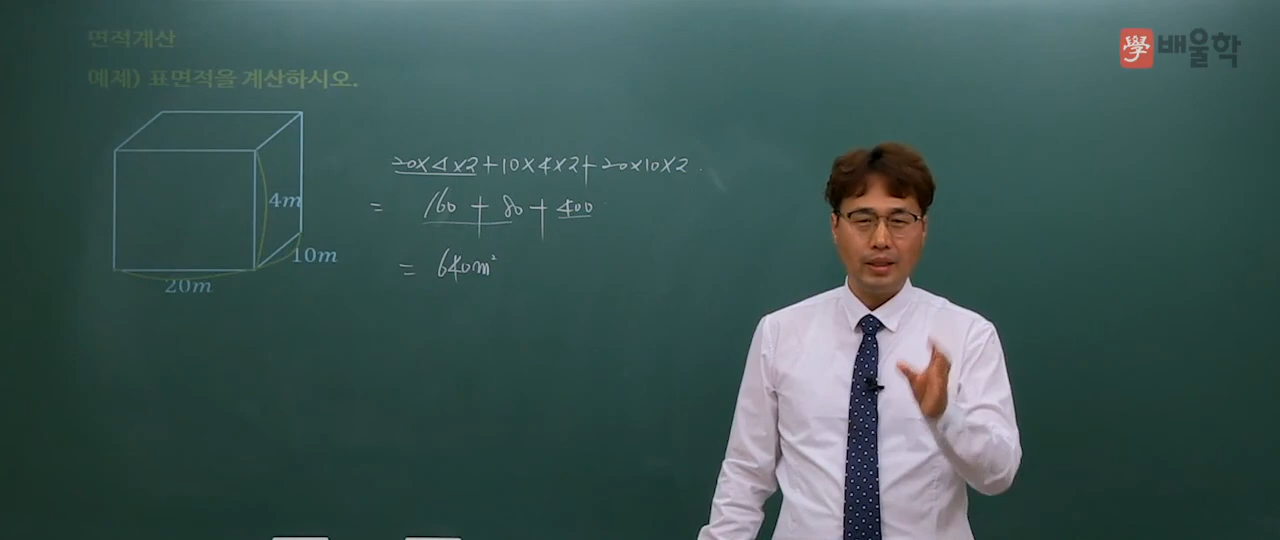 면적계산
예제) 표면적을 계산하시오.
學 배울학
20×4×2+10×4×2+20×10×2
4m
= 160 + 80 + 400
10m
= 640m²
20m